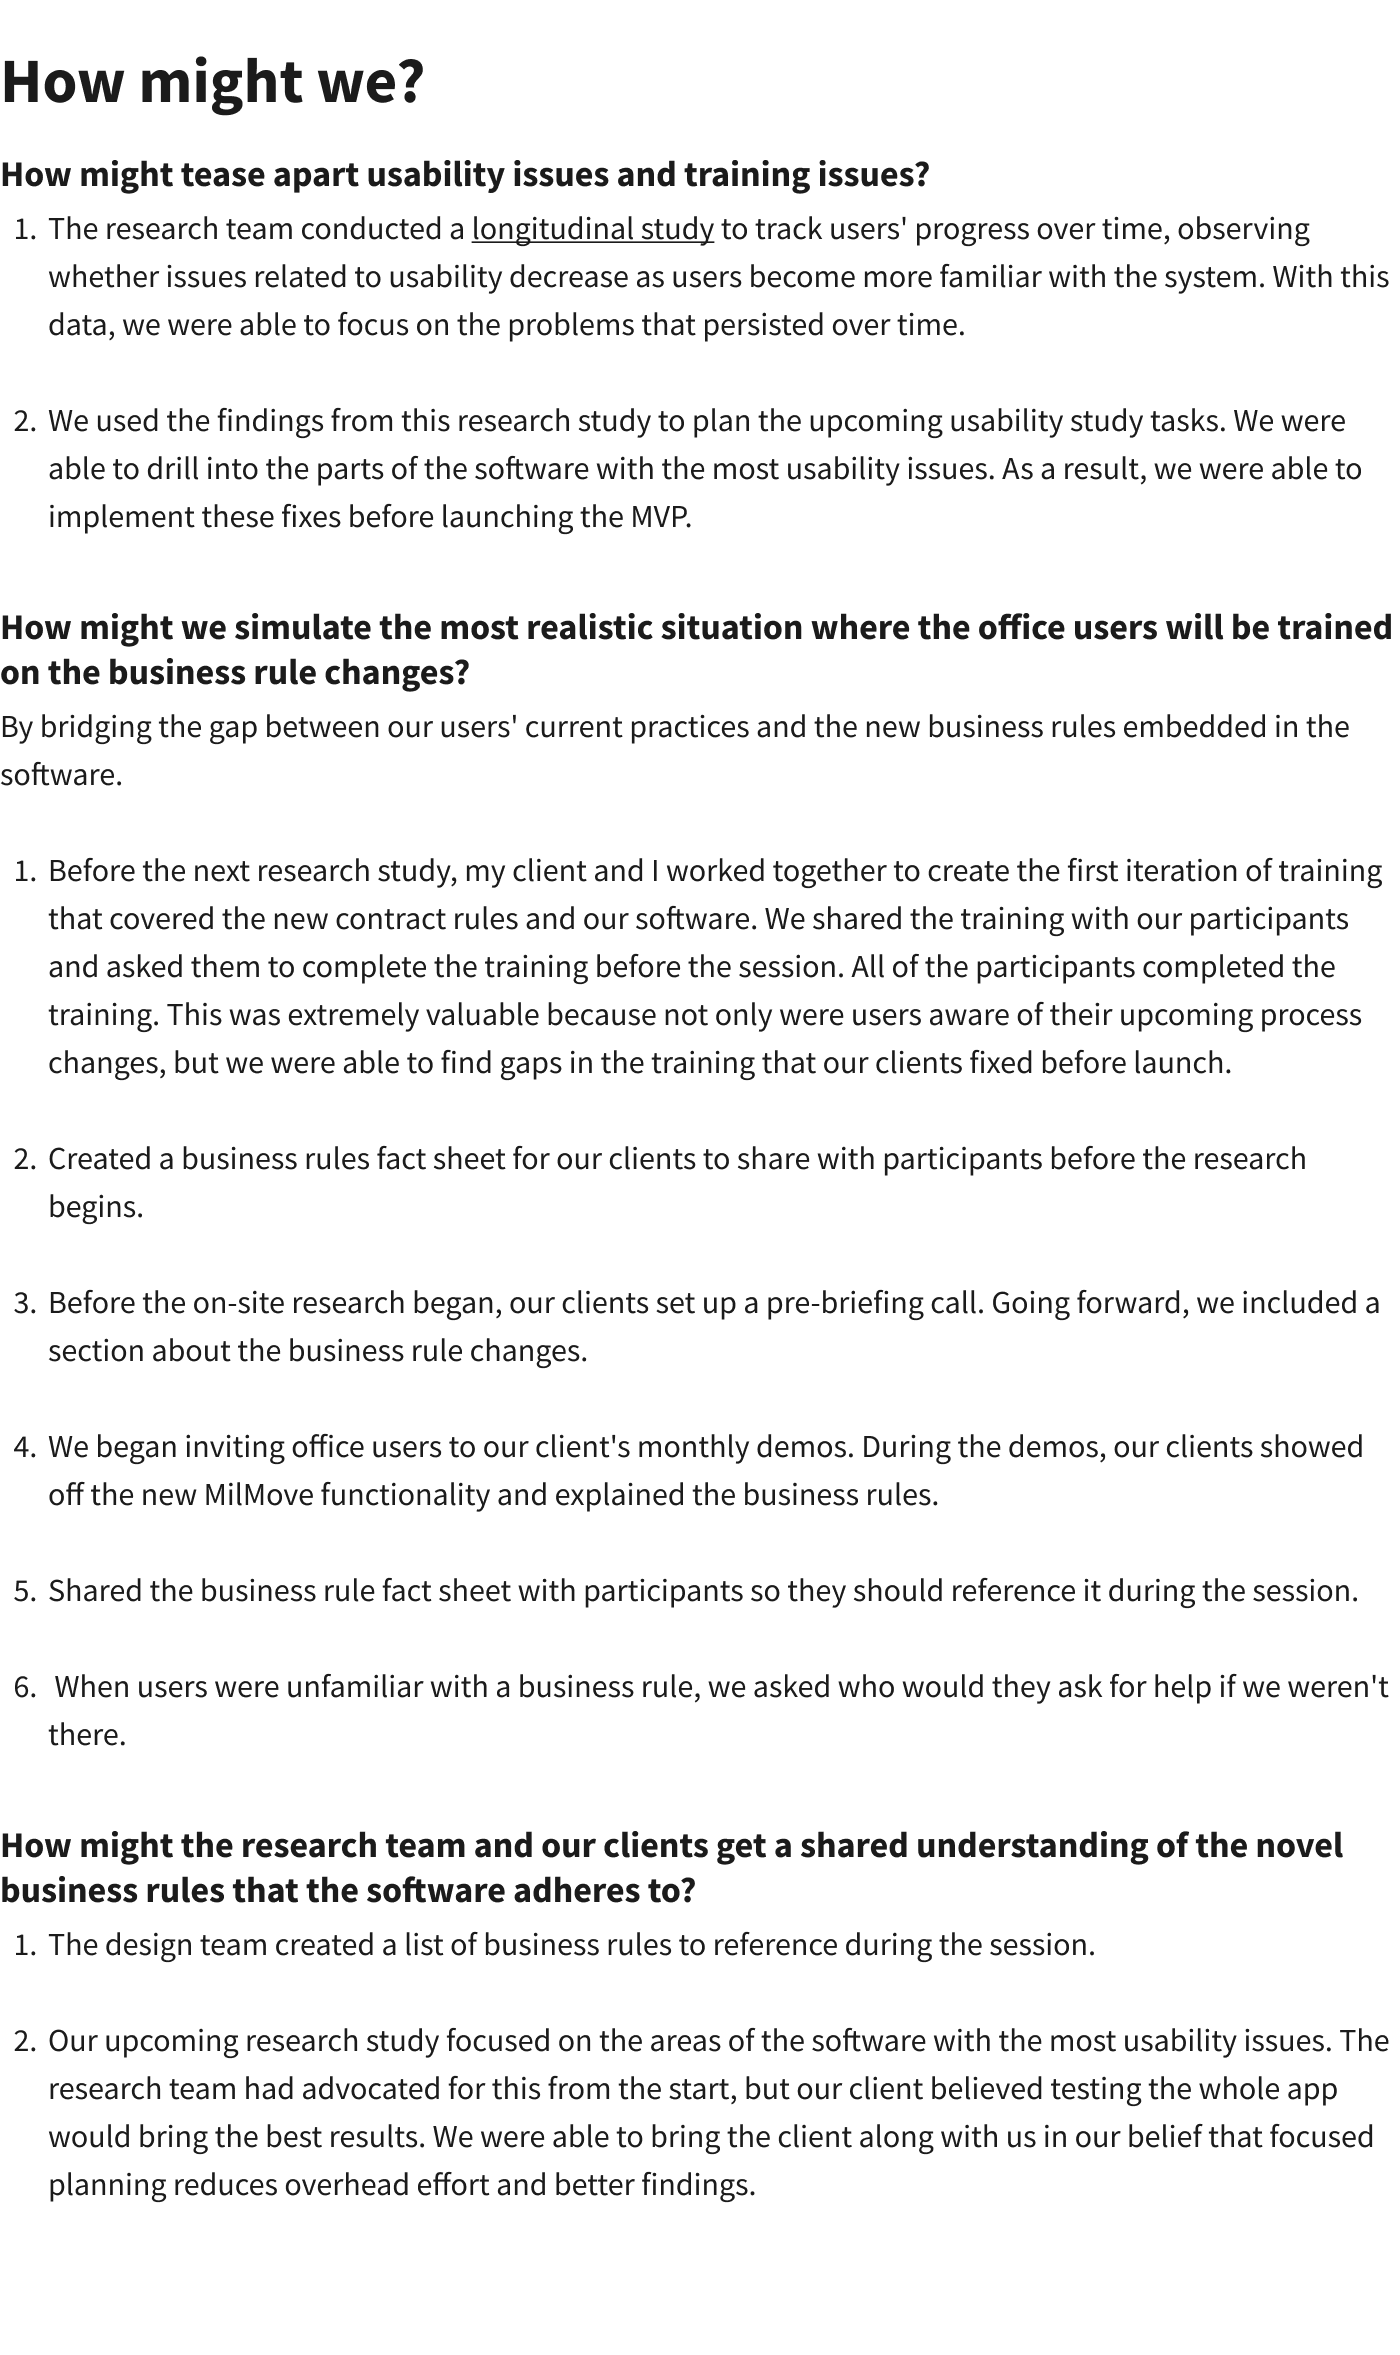 How might we?
How might tease apart usability issues and training issues?
1. The research team conducted a longitudinal study to track users' progress over time, observing
whether issues related to usability decrease as users become more familiar with the system. With this
data, we were able to focus on the problems that persisted over time.
2. We used the findings from this research study to plan the upcoming usability study tasks. We were
able to drill into the parts of the software with the most usability issues. As a result, we were able to
implement these fixes before launching the MVP.
How might we simulate the most realistic situation where the office users will be trained
on the business rule changes?
By bridging the gap between our users' current practices and the new business rules embedded in the
software.
1. Before the next research study, my client and I worked together to create the first iteration of training
that covered the new contract rules and our software. We shared the training with our participants
and asked them to complete the training before the session. All of the participants completed the
training. This was extremely valuable because not only were users aware of their upcoming process
changes, but we were able to find gaps in the training that our clients fixed before launch.
2. Created a business rules fact sheet for our clients to share with participants before the research
begins.
3. Before the on-site research began, our clients set up a pre-briefing call. Going forward, we included a
section about the business rule changes.
4. We began inviting office users to our client's monthly demos. During the demos, our clients showed
off the new MilMove functionality and explained the business rules.
5. Shared the business rule fact sheet with participants so they should reference it during the session.
6. When users were unfamiliar with a business rule, we asked who would they ask for help if we weren't
there.
How might the research team and our clients get a shared understanding of the novel
business rules that the software adheres to?
1. The design team created a list of business rules to reference during the session.
2. Our upcoming research study focused on the areas of the software with the most usability issues. The
research team had advocated for this from the start, but our client believed testing the whole app
would bring the best results. We were able to bring the client along with us in our belief that focused
planning reduces overhead effort and better findings.